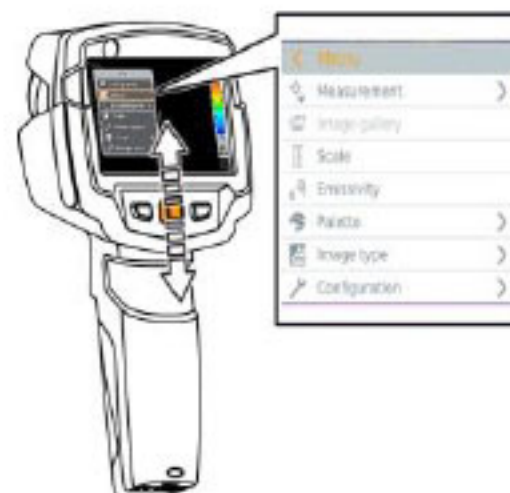 Menu
Measurement
Image gallery
Scale
Emissivity
Palette
Image type
Configuration